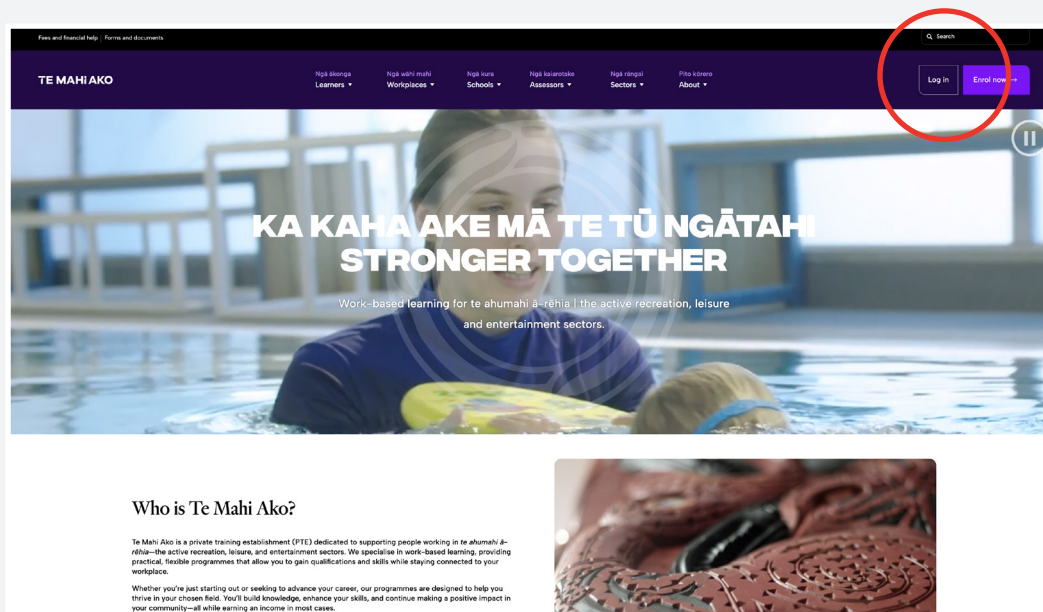 Fees and financial help | Forms and documents
Search
TE MAHI AKO
Ngā ākonga
Learners
Ngā wāhi mahi
Workplaces
Ngā kura
Schools
Ngā kaiarotake
Assessors
Ngā rāngai
Sectors
Pito kōrero
About
Log in
Enrol now →
KA KAHA AKE MĀ TE TŪ NGĀTAHI
STRONGER TOGETHER
Work-based learning for te ahumahi ā-rēhia | the active recreation, leisure
and entertainment sectors.
Who is Te Mahi Ako?
Te Mahi Ako is a private training establishment (PTE) dedicated to supporting people working in te ahumahi ā-
rēhia—the active recreation, leisure, and entertainment sectors. We specialise in work-based learning, providing
practical, flexible programmes that allow you to gain qualifications and skills while staying connected to your
workplace.
Whether you're just starting out or seeking to advance your career, our programmes are designed to help you
thrive in your chosen field. You'll build knowledge, enhance your skills, and continue making a positive impact in
your community—all while earning an income in most cases.